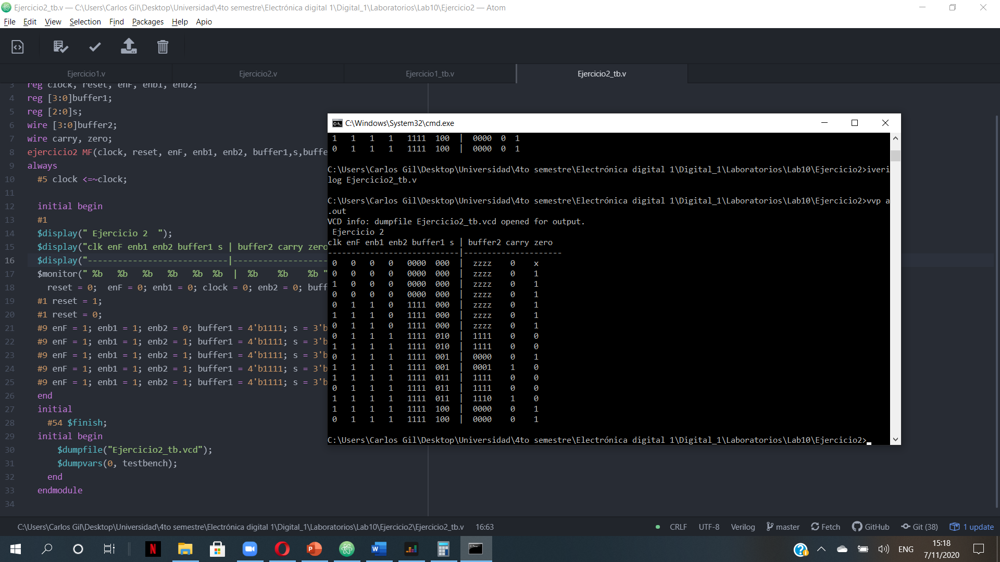 Ejercicio2_tb.v — C:\Users\Carlos Gil\Desktop\Universidad\4to semestre\Electrónica digital 1\Digital_1\Laboratorios\Lab10\Ejercicio2 — Atom
File Edit View Selection Find Packages Help Apio
Ejercicio1.v Ejercicio2.v Ejercicio1_tb.v Ejercicio2_tb.v
3 reg clock, reset, enF, enb1, enb2;
4 reg [3:0]buffer1;
5 reg [2:0]s;
6 wire [3:0]buffer2;
7 wire carry, zero;
8 ejercicio2 MF(clock, reset, enF, enb1, enb2, buffer1,s,buffe
9 always
10 #5 clock <=~clock;
11
12 initial begin
13 #1
14 $display(" Ejercicio 2  ");
15 $display("clk enF enb1 enb2 buffer1 s | buffer2 carry zero
16 $display("----------------------------|-------------------
17 $monitor(" %b   %b   %b   %b   %b  %b  |  %b    %b    %b "
18 reset = 0;  enF = 0; enb1 = 0; clock = 0; enb2 = 0; buff
19 #1 reset = 1;
20 #1 reset = 0;
21 #9 enF = 1; enb1 = 1; enb2 = 0; buffer1 = 4'b1111; s = 3'b
22 #9 enF = 1; enb1 = 1; enb2 = 1; buffer1 = 4'b1111; s = 3'b
23 #9 enF = 1; enb1 = 1; enb2 = 1; buffer1 = 4'b1111; s = 3'b
24 #9 enF = 1; enb1 = 1; enb2 = 1; buffer1 = 4'b1111; s = 3'b
25 #9 enF = 1; enb1 = 1; enb2 = 1; buffer1 = 4'b1111; s = 3'b
26 end
27 initial
28 #54 $finish;
29 initial begin
30 $dumpfile("Ejercicio2_tb.vcd");
31 $dumpvars(0, testbench);
32 end
33 endmodule
34
C:\Windows\System32\cmd.exe
1   1   1   1   1111  100  |  0000  0  1
0   1   1   1   1111  100  |  0000  0  1
C:\Users\Carlos Gil\Desktop\Universidad\4to semestre\Electrónica digital 1\Digital_1\Laboratorios\Lab10\Ejercicio2>iveri
log Ejercicio2_tb.v
C:\Users\Carlos Gil\Desktop\Universidad\4to semestre\Electrónica digital 1\Digital_1\Laboratorios\Lab10\Ejercicio2>vvp a
.out
VCD info: dumpfile Ejercicio2_tb.vcd opened for output.
Ejercicio 2
clk enF enb1 enb2 buffer1 s | buffer2 carry zero
----------------------------|---------------------
0   0   0   0   0000  000  |  zzzz    0    x
0   0   0   0   0000  000  |  zzzz    0    1
1   0   0   0   0000  000  |  zzzz    0    1
0   0   0   0   0000  000  |  zzzz    0    1
0   1   1   0   1111  000  |  zzzz    0    1
1   1   1   0   1111  000  |  zzzz    0    1
0   1   1   0   1111  000  |  zzzz    0    1
0   1   1   1   1111  010  |  1111    0    0
1   1   1   1   1111  010  |  1111    0    0
0   1   1   1   1111  001  |  0000    0    1
1   1   1   1   1111  001  |  0001    1    0
1   1   1   1   1111  011  |  1111    0    0
0   1   1   1   1111  011  |  1111    0    0
1   1   1   1   1111  011  |  1110    1    0
1   1   1   1   1111  100  |  0000    0    1
0   1   1   1   1111  100  |  0000    0    1
C:\Users\Carlos Gil\Desktop\Universidad\4to semestre\Electrónica digital 1\Digital_1\Laboratorios\Lab10\Ejercicio2>
C:\Users\Carlos Gil\Desktop\Universidad\4to semestre\Electrónica digital 1\Digital_1\Laboratorios\Lab10\Ejercicio2\Ejercicio2_tb.v 16:63 CRLF UTF-8 Verilog master Fetch GitHub Git (38) 1 update
ENG
15:18
7/11/2020